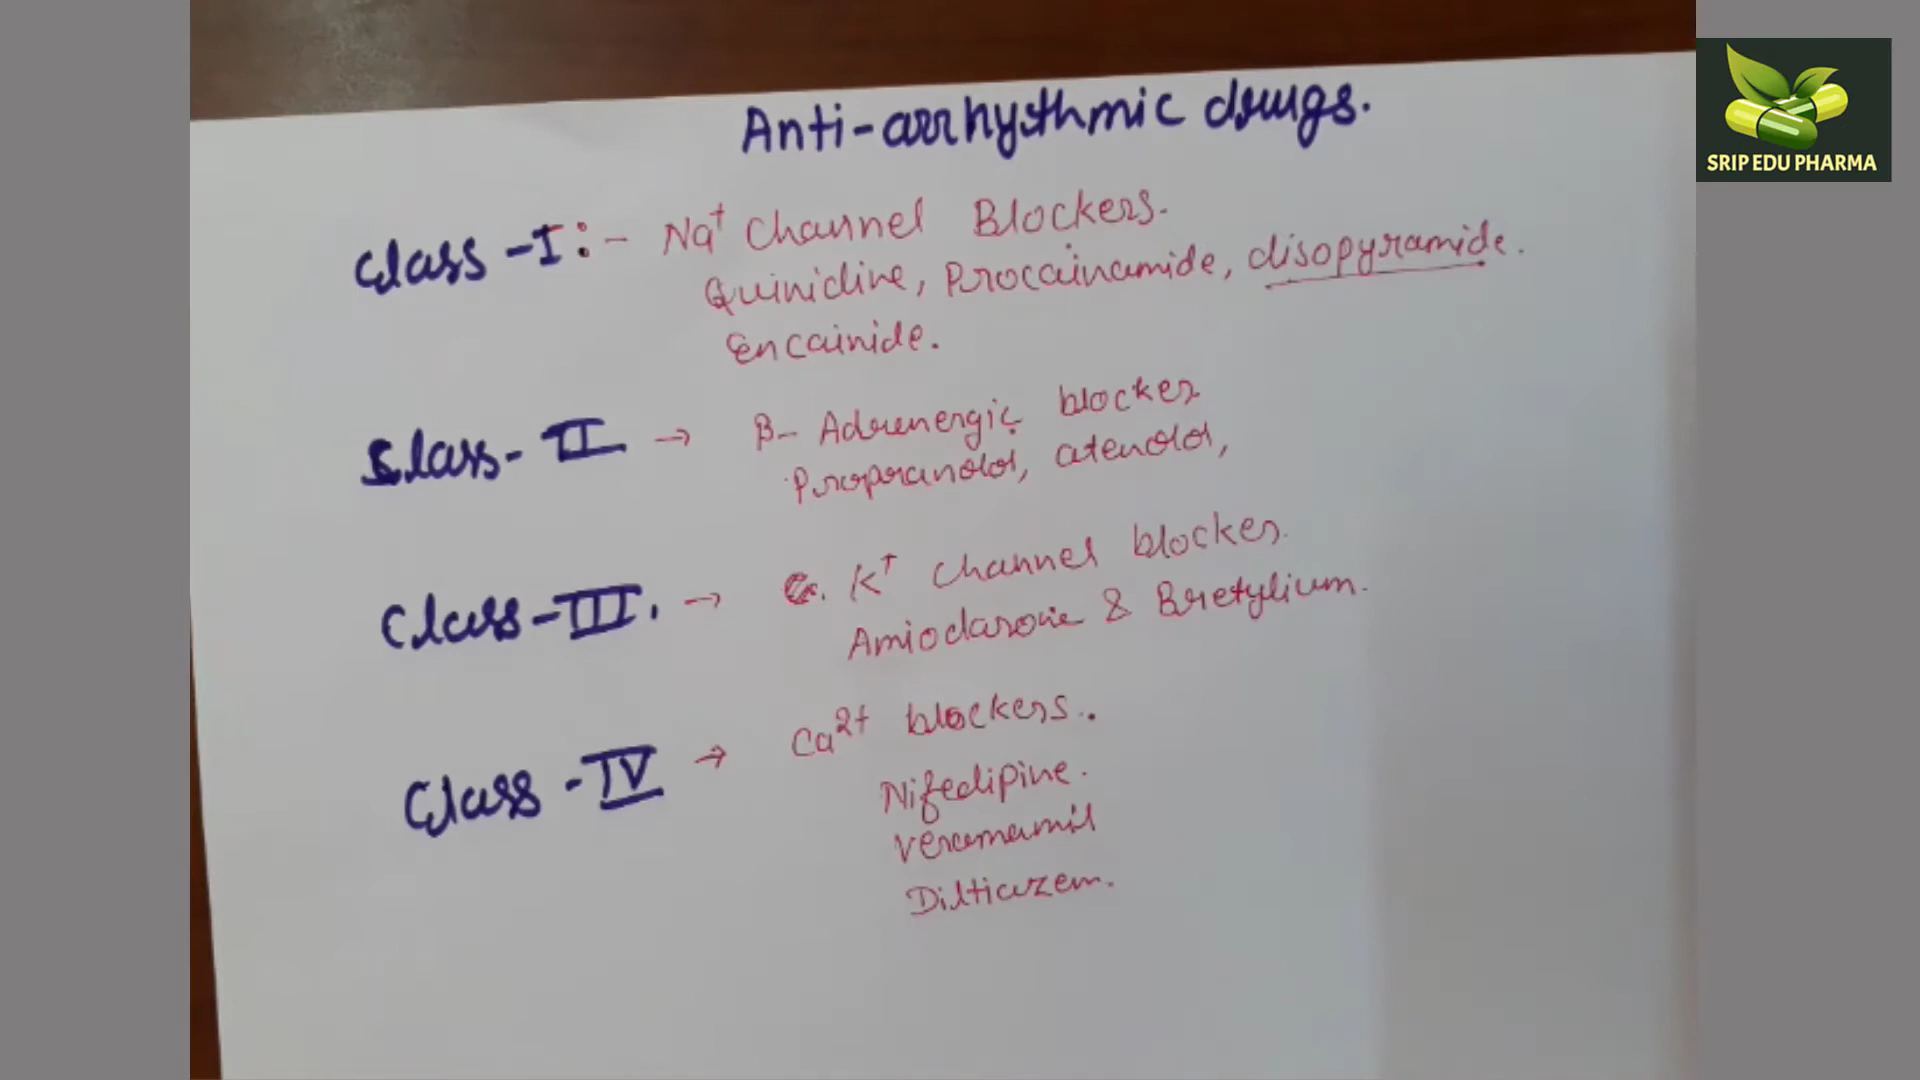 Anti-arrhythmic drugs.
SRIP EDU PHARMA
Class-I:- Na+ Channel Blockers.
Quinidine, Procainamide, disopyramide.
Encainide.
Class-II → β-Adrenergic blocker
Propranolol, atenolol,
Class-III. → K+ channel blocker.
Amiodarone & Bretylium.
Class-IV → Ca2+ blockers.
Nifedipine.
Veramamil
Diltiazem.